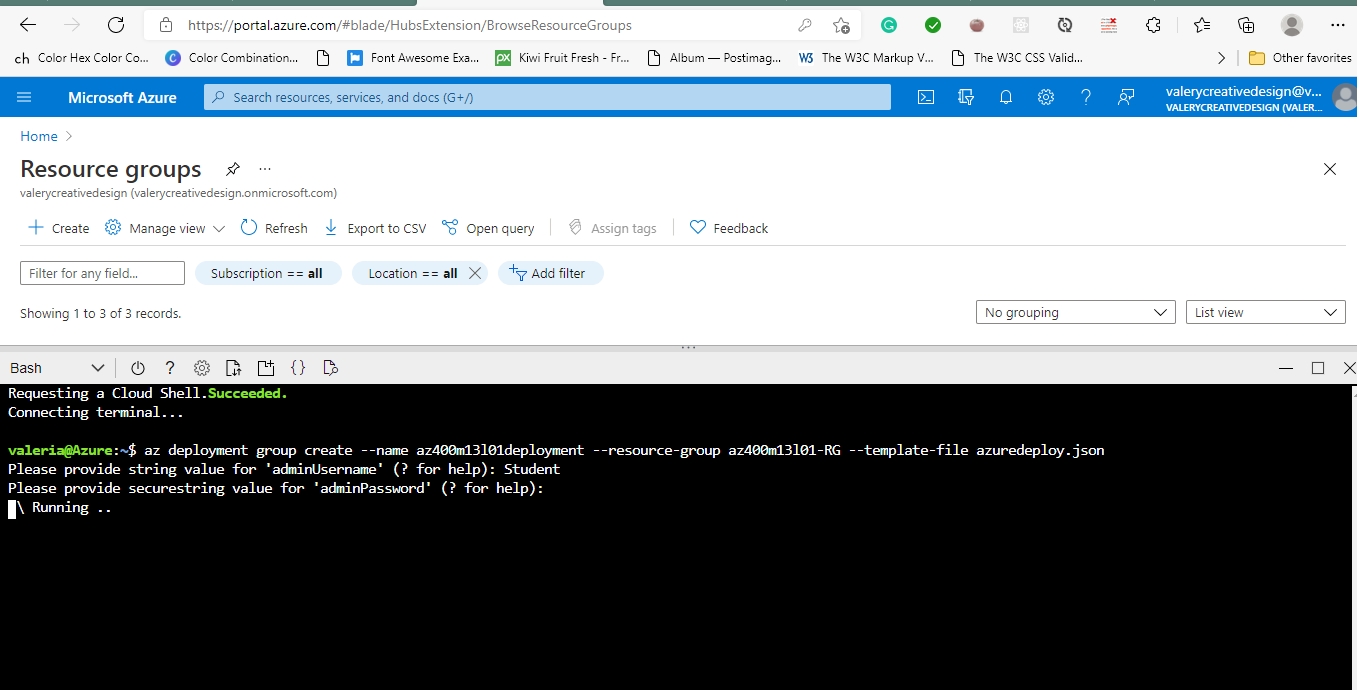 https://portal.azure.com/#blade/HubsExtension/BrowseResourceGroups
ch Color Hex Color Co... C Color Combination... Font Awesome Exa... px Kiwi Fruit Fresh - Fr... Album — Postimag... W3 The W3C Markup V... The W3C CSS Valid... Other favorites
Microsoft Azure Search resources, services, and docs (G+/) valerycreativedesign@v...
VALERYCREATIVEDESIGN (VALER...
Home >
Resource groups ...
valerycreativedesign (valerycreativedesign.onmicrosoft.com)
Create Manage view Refresh Export to CSV Open query Assign tags Feedback
Filter for any field... Subscription == all Location == all Add filter
Showing 1 to 3 of 3 records. No grouping List view
Bash ? {}
Requesting a Cloud Shell.Succeeded.
Connecting terminal...
valeria@Azure:~$ az deployment group create --name az400m13l01deployment --resource-group az400m13l01-RG --template-file azuredeploy.json
Please provide string value for 'adminUsername' (? for help): Student
Please provide securestring value for 'adminPassword' (? for help):
\ Running ..